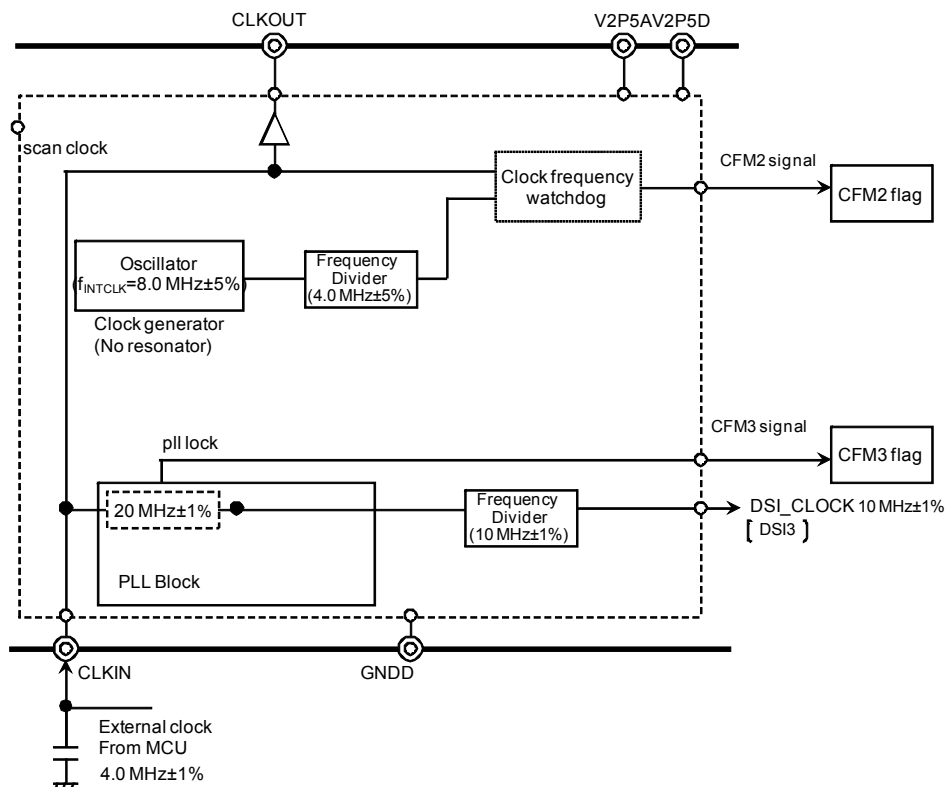 CLKOUT
V2P5AV2P5D
scan clock
Clock frequency
watchdog
CFM2 signal
CFM2 flag
Oscillator
(fINTCLK=8.0 MHz±5%)
Frequency
Divider
(4.0 MHz±5%)
Clock generator
(No resonator)
pll lock
CFM3 signal
CFM3 flag
20 MHz±1%
Frequency
Divider
(10 MHz±1%)
DSI_CLOCK 10 MHz±1%
[ DSI3 ]
PLL Block
CLKIN
GNDD
External clock
From MCU
4.0 MHz±1%